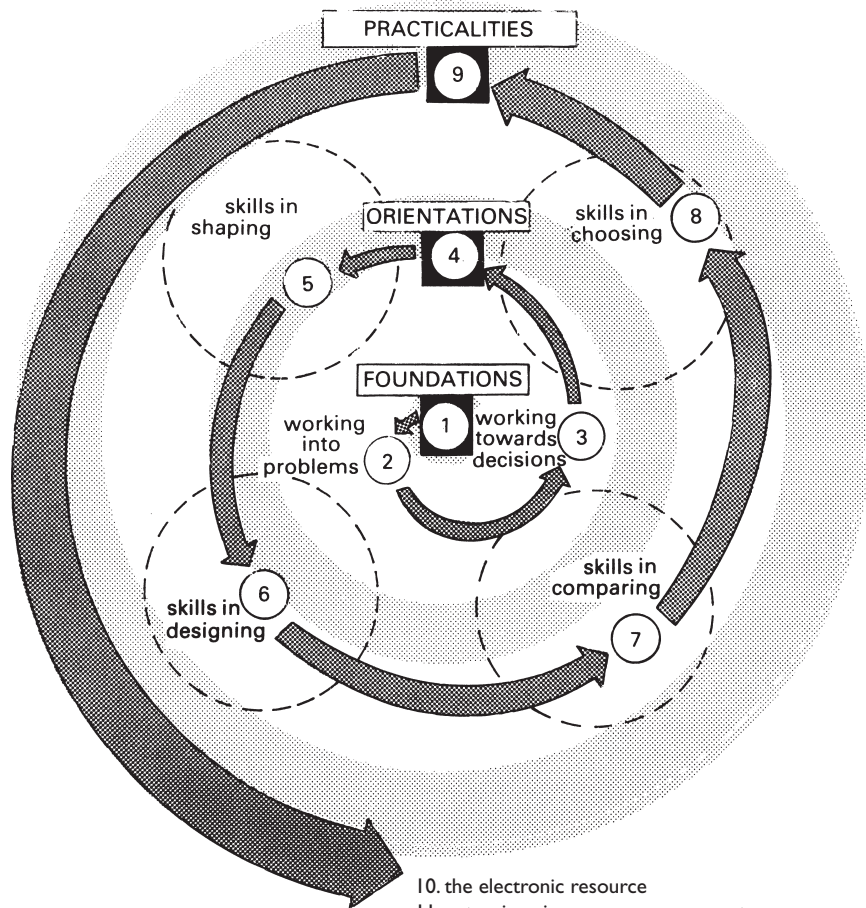 PRACTICALITIES
9
skills in
shaping
ORIENTATIONS
skills in
choosing
8
4
5
FOUNDATIONS
1
working
into
problems
2
working
towards
decisions
3
skills in
designing
6
skills in
comparing
7
10. the electronic resource